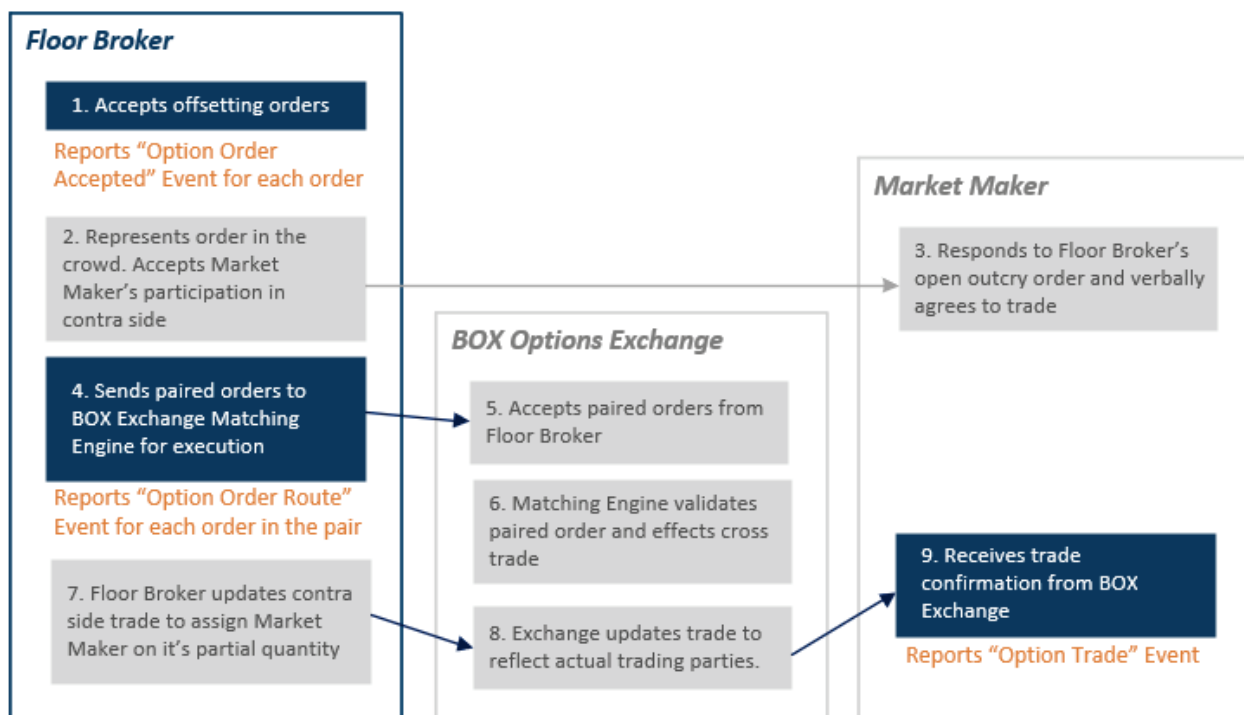 Floor Broker
1. Accepts offsetting orders
Reports “Option Order
Accepted” Event for each order
2. Represents order in the
crowd. Accepts Market
Maker’s participation in
contra side
4. Sends paired orders to
BOX Exchange Matching
Engine for execution
Reports “Option Order Route”
Event for each order in the pair
7. Floor Broker updates contra
side trade to assign Market
Maker on it’s partial quantity
BOX Options Exchange
5. Accepts paired orders from
Floor Broker
6. Matching Engine validates
paired order and effects cross
trade
8. Exchange updates trade to
reflect actual trading parties.
Market Maker
3. Responds to Floor Broker’s
open outcry order and verbally
agrees to trade
9. Receives trade
confirmation from BOX
Exchange
Reports “Option Trade” Event